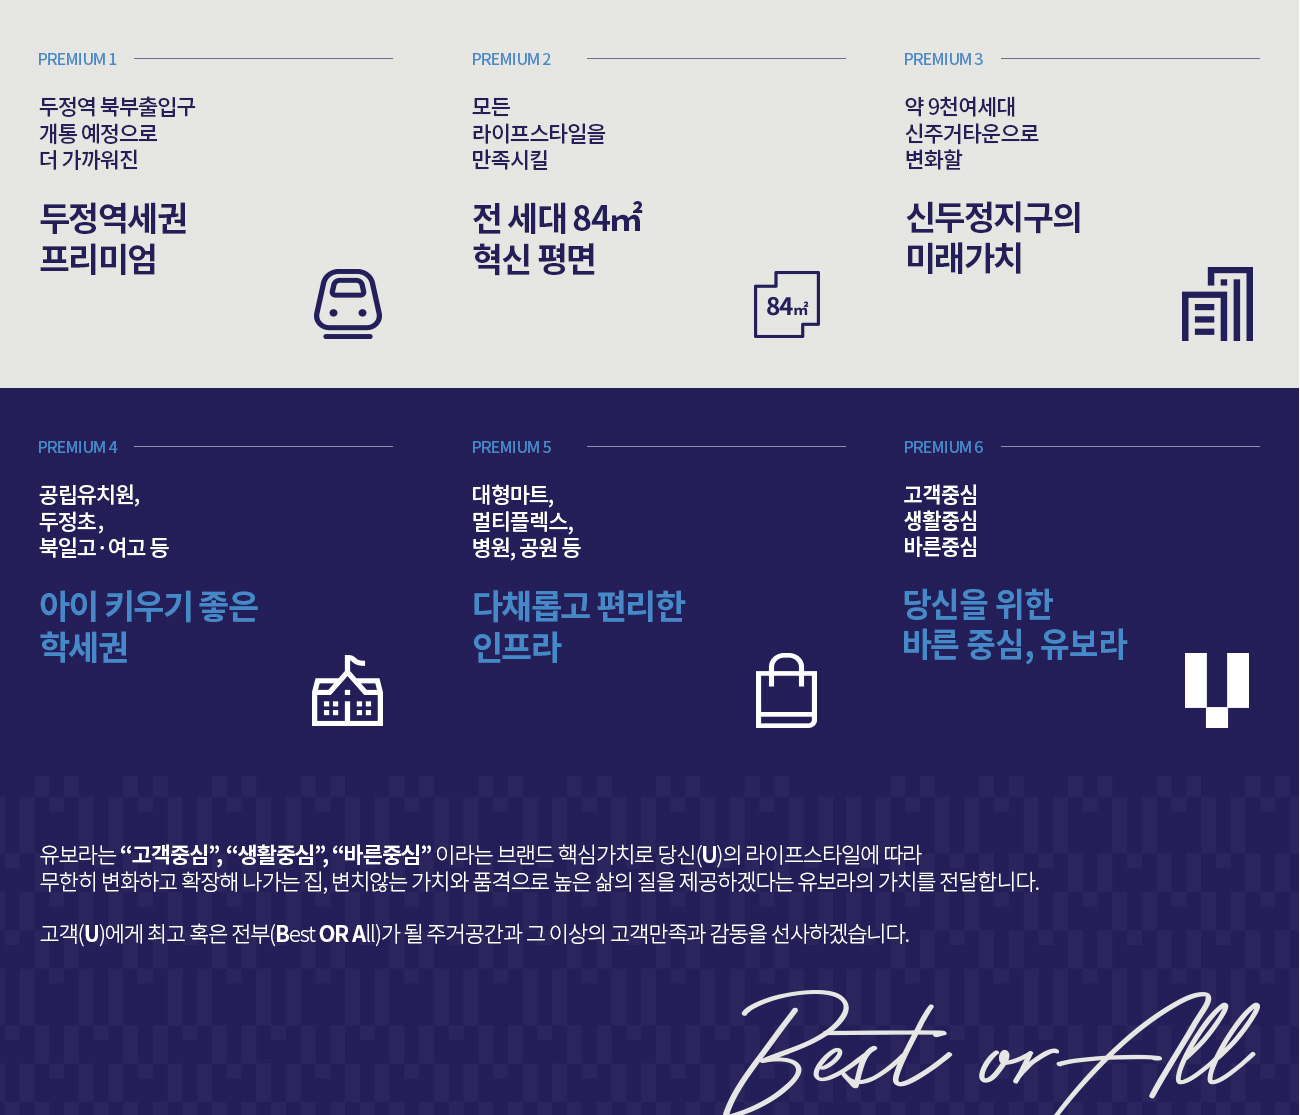 PREMIUM 1
두정역 북부출입구
개통 예정으로
더 가까워진
두정역세권
프리미엄
PREMIUM 2
모든
라이프스타일을
만족시킬
전 세대 84㎡
혁신 평면
84㎡
PREMIUM 3
약 9천여세대
신주거타운으로
변화할
신두정지구의
미래가치
PREMIUM 4
공립유치원,
두정초,
북일고·여고 등
아이 키우기 좋은
학세권
PREMIUM 5
대형마트,
멀티플렉스,
병원, 공원 등
다채롭고 편리한
인프라
PREMIUM 6
고객중심
생활중심
바른중심
당신을 위한
바른 중심, 유보라
유보라는 “고객중심”, “생활중심”, “바른중심” 이라는 브랜드 핵심가치로 당신(U)의 라이프스타일에 따라
무한히 변화하고 확장해 나가는 집, 변치않는 가치와 품격으로 높은 삶의 질을 제공하겠다는 유보라의 가치를 전달합니다.
고객(U)에게 최고 혹은 전부(Best OR All)가 될 주거공간과 그 이상의 고객만족과 감동을 선사하겠습니다.
Best or All